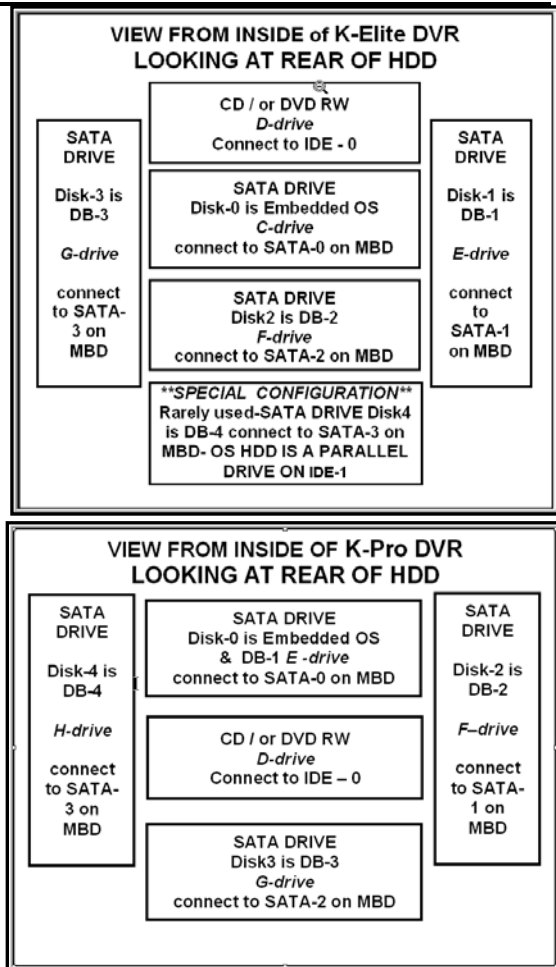 VIEW FROM INSIDE of K-Elite DVR
LOOKING AT REAR OF HDD
CD / or DVD RW
D-drive
Connect to IDE - 0
SATA
DRIVE
Disk-3 is
DB-3
G-drive
connect
to SATA-
3 on
MBD
SATA DRIVE
Disk-0 is Embedded OS
C-drive
connect to SATA-0 on MBD
SATA DRIVE
Disk2 is DB-2
F-drive
connect to SATA-2 on MBD
**SPECIAL CONFIGURATION**
Rarely used-SATA DRIVE Disk4
is DB-4 connect to SATA-3 on
MBD- OS HDD IS A PARALLEL
DRIVE ON IDE-1
SATA
DRIVE
Disk-1 is
DB-1
E-drive
connect
to
SATA-1
on MBD
VIEW FROM INSIDE OF K-Pro DVR
LOOKING AT REAR OF HDD
SATA
DRIVE
Disk-4 is
DB-4
H-drive
connect
to SATA-
3 on
MBD
SATA DRIVE
Disk-0 is Embedded OS
& DB-1 E -drive
connect to SATA-0 on MBD
CD / or DVD RW
D-drive
Connect to IDE – 0
SATA DRIVE
Disk3 is DB-3
G-drive
connect to SATA-2 on MBD
SATA
DRIVE
Disk-2 is
DB-2
F–drive
connect
to SATA-
1 on
MBD